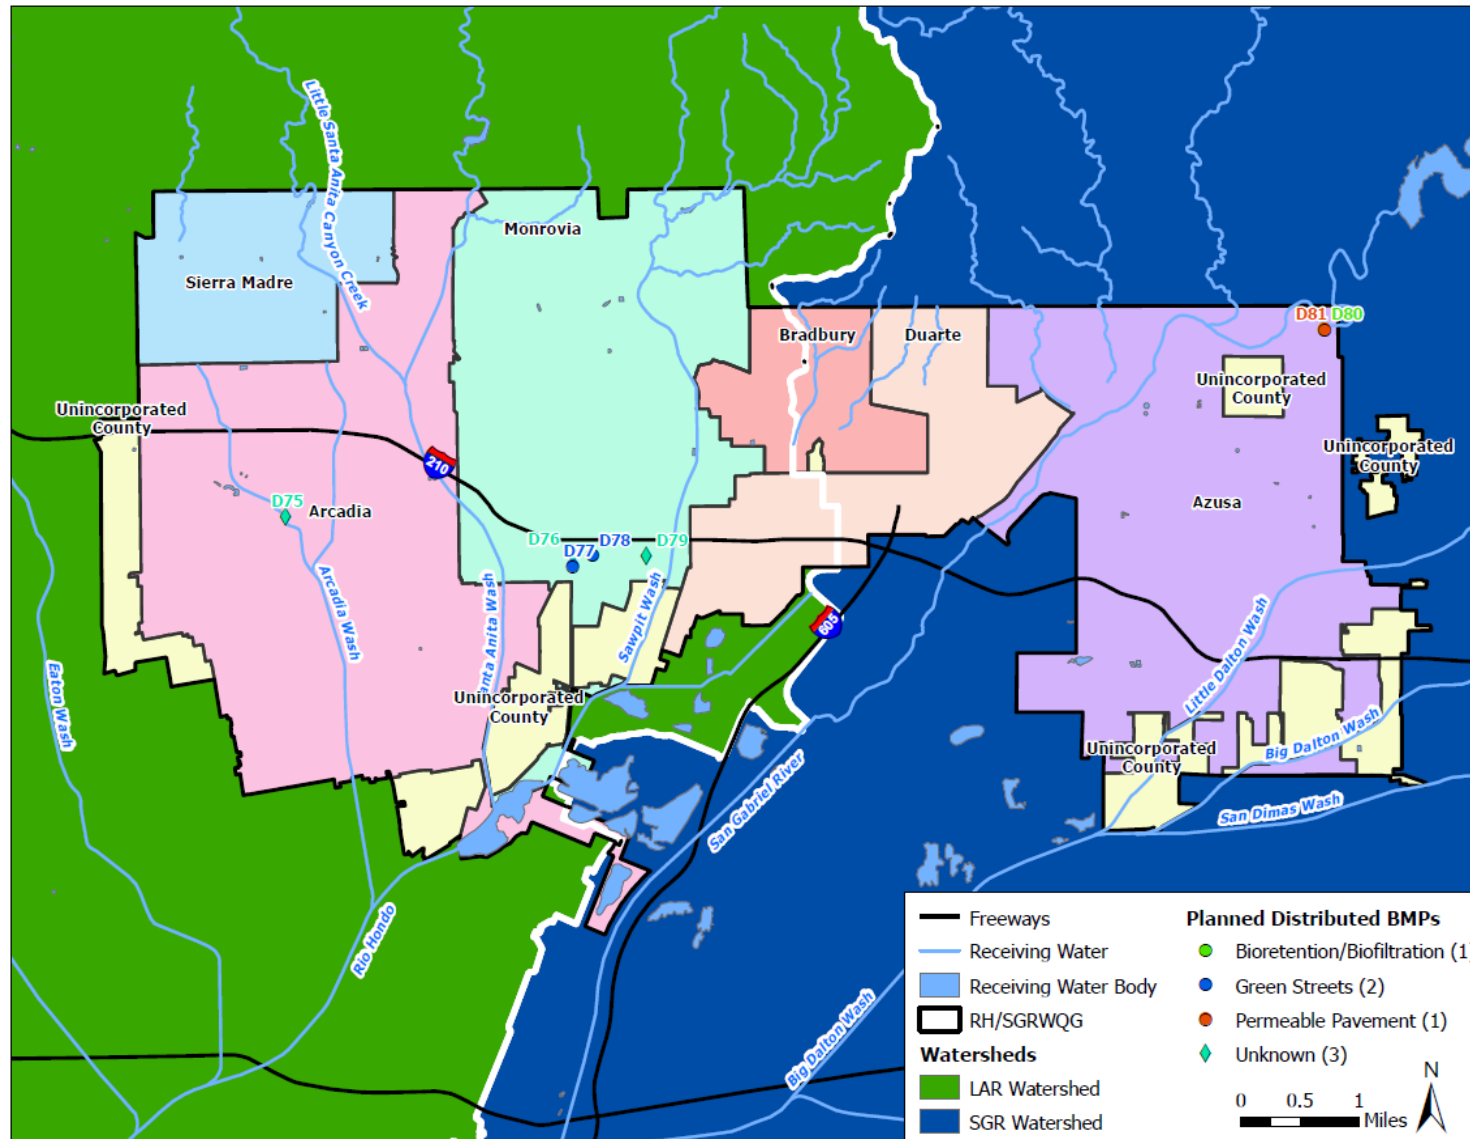 Little Santa Anita Canyon Creek
Monrovia
Sierra Madre
Bradbury
Duarte
D81
D80
Unincorporated
County
Unincorporated
County
Unincorporated
County
210
Azusa
D75
Arcadia
D76
D77
D78
D79
Arcadia Wash
Santa Anita Wash
Sawpit Wash
605
Little Dalton Wash
Eaton Wash
Unincorporated
County
Unincorporated
County
Big Dalton Wash
San Gabriel River
San Dimas Wash
Rio Hondo
Big Dalton Wash
Freeways
Receiving Water
Receiving Water Body
RH/SGRWQG
Watersheds
LAR Watershed
SGR Watershed
Planned Distributed BMPs
Bioretention/Biofiltration (1
Green Streets (2)
Permeable Pavement (1)
Unknown (3)
N
0 0.5 1
Miles